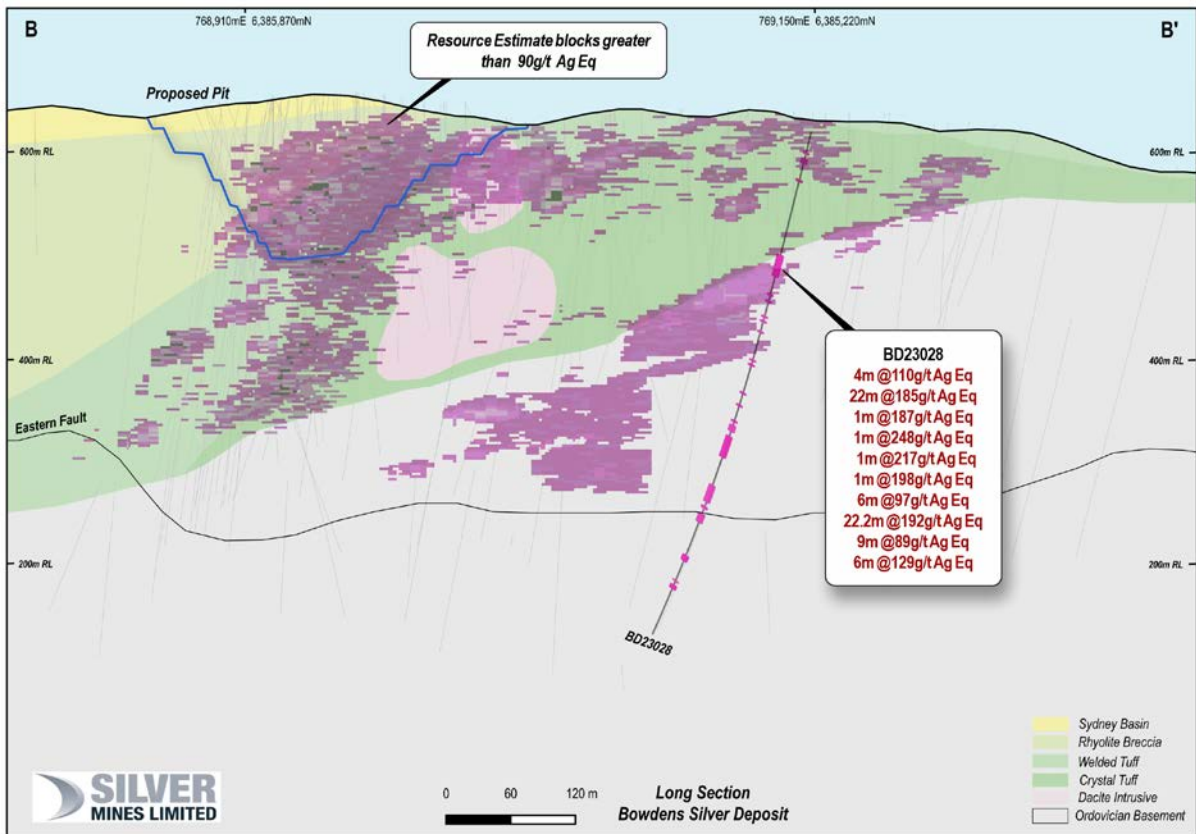 768,910mE 6,385,870mN
769,150mE 6,385,220mN
B
B'
Resource Estimate blocks greater
than 90g/t Ag Eq
Proposed Pit
600m RL
600m RL
400m RL
400m RL
Eastern Fault
200m RL
200m RL
BD23028
4m @110g/t Ag Eq
22m @185g/t Ag Eq
1m @187g/t Ag Eq
1m @248g/t Ag Eq
1m @217g/t Ag Eq
1m @198g/t Ag Eq
6m @97g/t Ag Eq
22.2m @192g/t Ag Eq
9m @89g/t Ag Eq
6m @129g/t Ag Eq
BD23028
Sydney Basin
Rhyolite Breccia
Welded Tuff
Crystal Tuff
Dacite Intrusive
Ordovician Basement
SILVER
MINES LIMITED
0 60 120 m
Long Section
Bowdens Silver Deposit